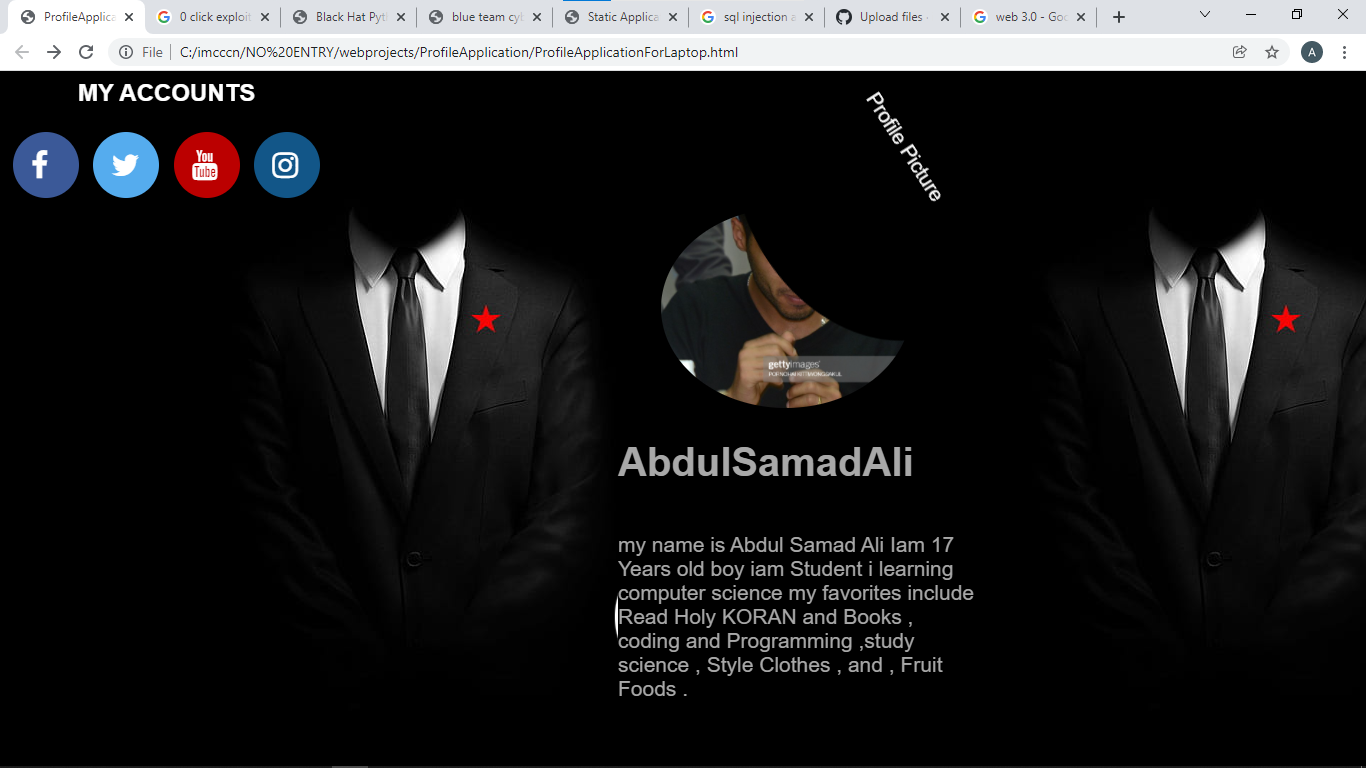 ProfileApplica
0 click exploit
Black Hat Pyt
blue team cy
Static Applica
sql injection a
Upload files ·
web 3.0 - Goo
File
C:/imcccn/NO%20ENTRY/webprojects/ProfileApplication/ProfileApplicationForLaptop.html
A
MY ACCOUNTS
You
Tube
Profile Picture
gettyimages
AbdulSamadAli
my name is Abdul Samad Ali Iam 17
Years old boy iam Student i learning
computer science my favorites include
Read Holy KORAN and Books ,
coding and Programming ,study
science , Style Clothes , and , Fruit
Foods .